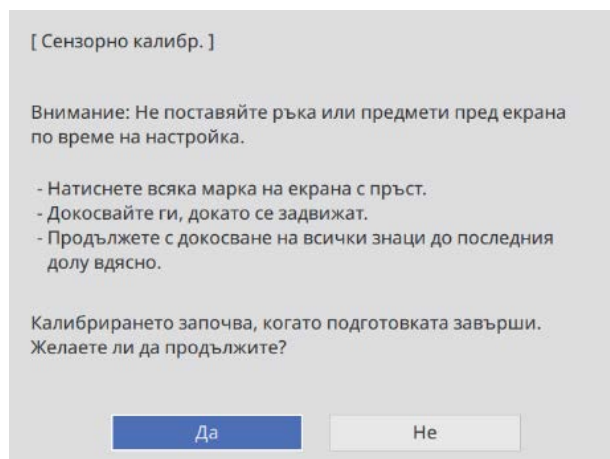 [ Сензорно калибр. ]
Внимание: Не поставяйте ръка или предмети пред екрана
по време на настройка.
- Натиснете всяка марка на екрана с пръст.
- Докосвайте ги, докато се задвижат.
- Продължете с докосване на всички знаци до последния
долу вдясно.
Калибрирането започва, когато подготовката завърши.
Желаете ли да продължите?
Да
Не